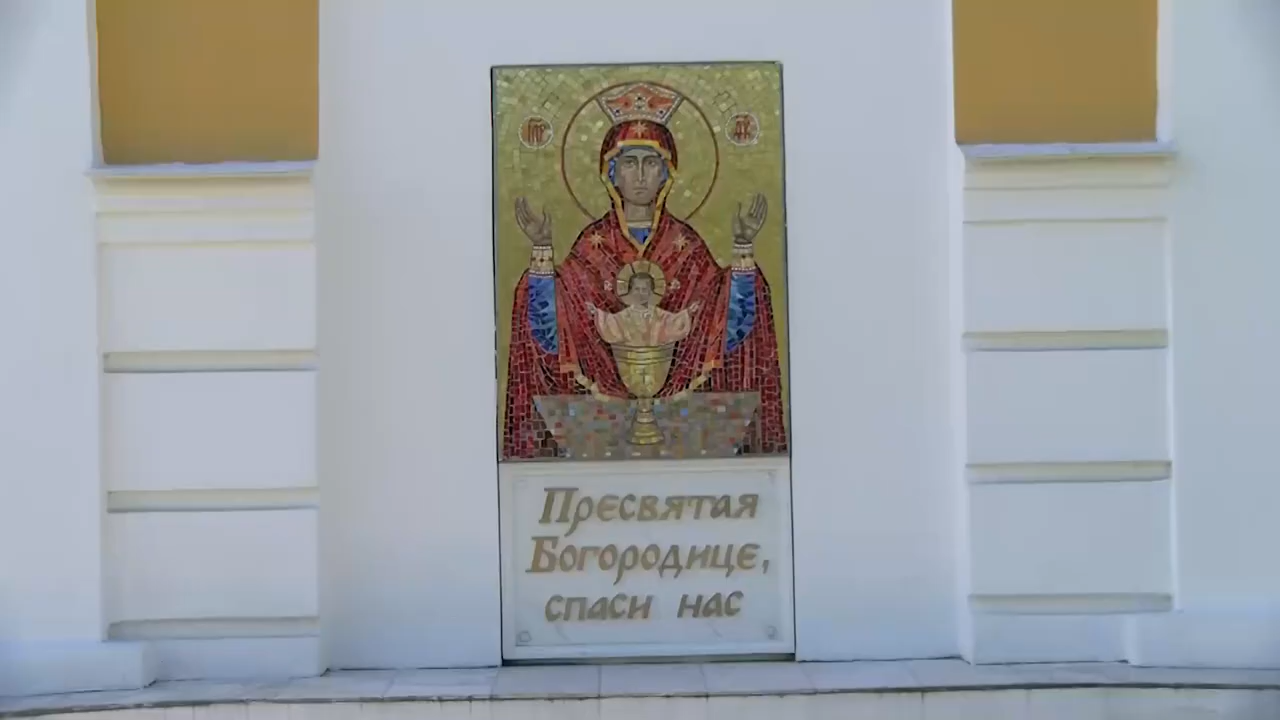 Пресвятая
Богородице,
спаси нас